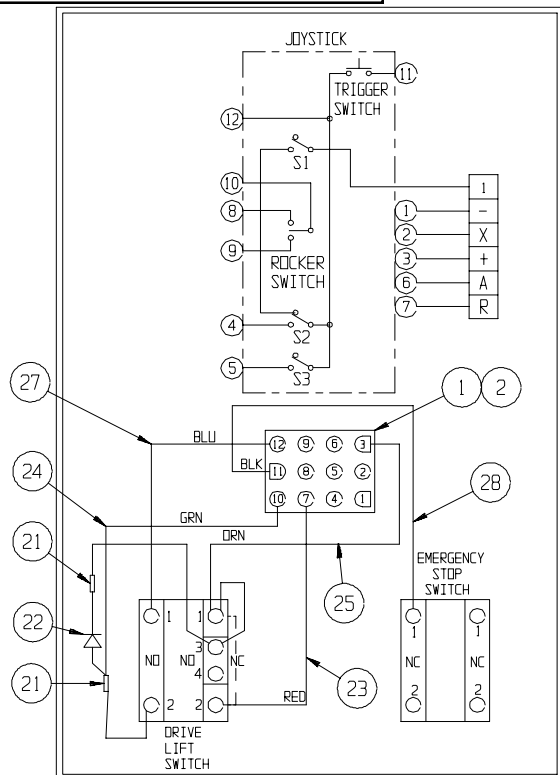 JOYSTICK
11
TRIGGER
SWITCH
12
S1
10
1
8
1 -
2 X
9
ROCKER
SWITCH
3 +
6 A
7 R
4
S2
5
S3
27
1 2
BLU
12 9 6 3
24
BLK
11 8 5 2
28
10 7 4 1
GRN
ORN
21
EMERGENCY
STOP
SWITCH
25
1 1
1 1
22
NO NO 3 NC
NC NC
4
21
23
2 2
2 2
RED
DRIVE
LIFT
SWITCH